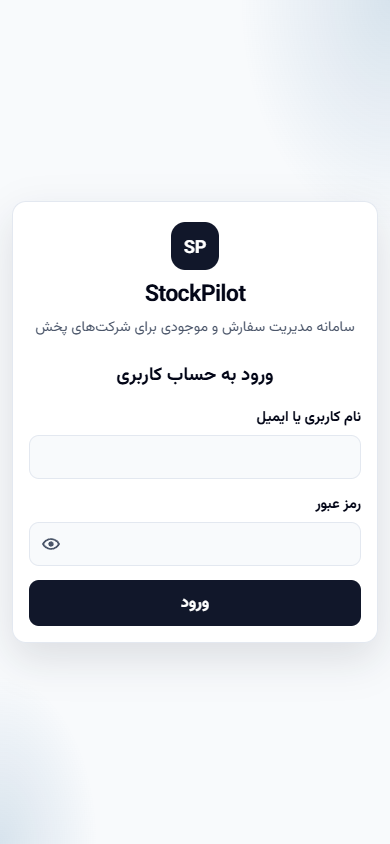 SP
StockPilot
سامانه مدیریت سفارش و موجودی برای شرکت‌های پخش
ورود به حساب کاربری
نام کاربری یا ایمیل
رمز عبور
ورود